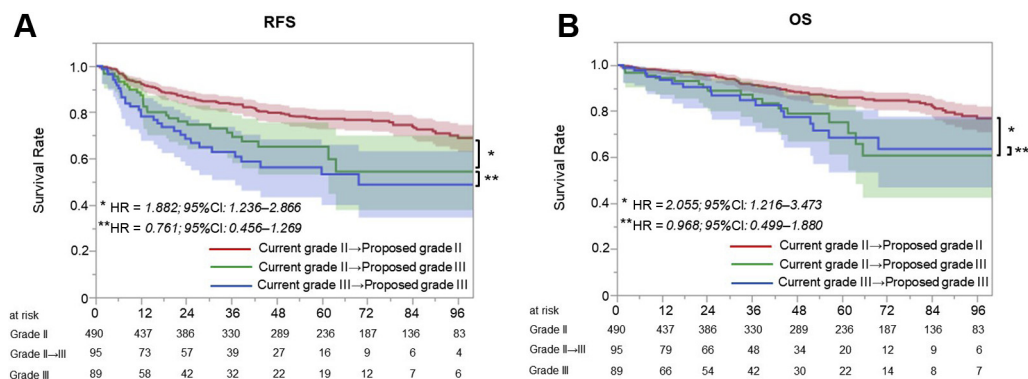 A
RFS
Survival Rate
1.0
0.8
0.6
0.4
0.2
0
*
**
* HR = 1.882; 95%CI: 1.236–2.866
**HR = 0.761; 95%CI: 0.456–1.269
Current grade II→Proposed grade II
Current grade II→Proposed grade III
Current grade III→Proposed grade III
at risk 0 12 24 36 48 60 72 84 96
Grade II 490 437 386 330 289 236 187 136 83
Grade II→III 95 73 57 39 27 16 9 6 4
Grade III 89 58 42 32 22 19 12 7 6
B
OS
Survival Rate
1.0
0.8
0.6
0.4
0.2
0
*
**
* HR = 2.055; 95%CI: 1.216–3.473
**HR = 0.968; 95%CI: 0.499–1.880
Current grade II→Proposed grade II
Current grade II→Proposed grade III
Current grade III→Proposed grade III
at risk 0 12 24 36 48 60 72 84 96
Grade II 490 437 386 330 289 236 187 136 83
Grade II→III 95 79 66 48 34 20 12 9 6
Grade III 89 66 54 42 30 22 14 8 7